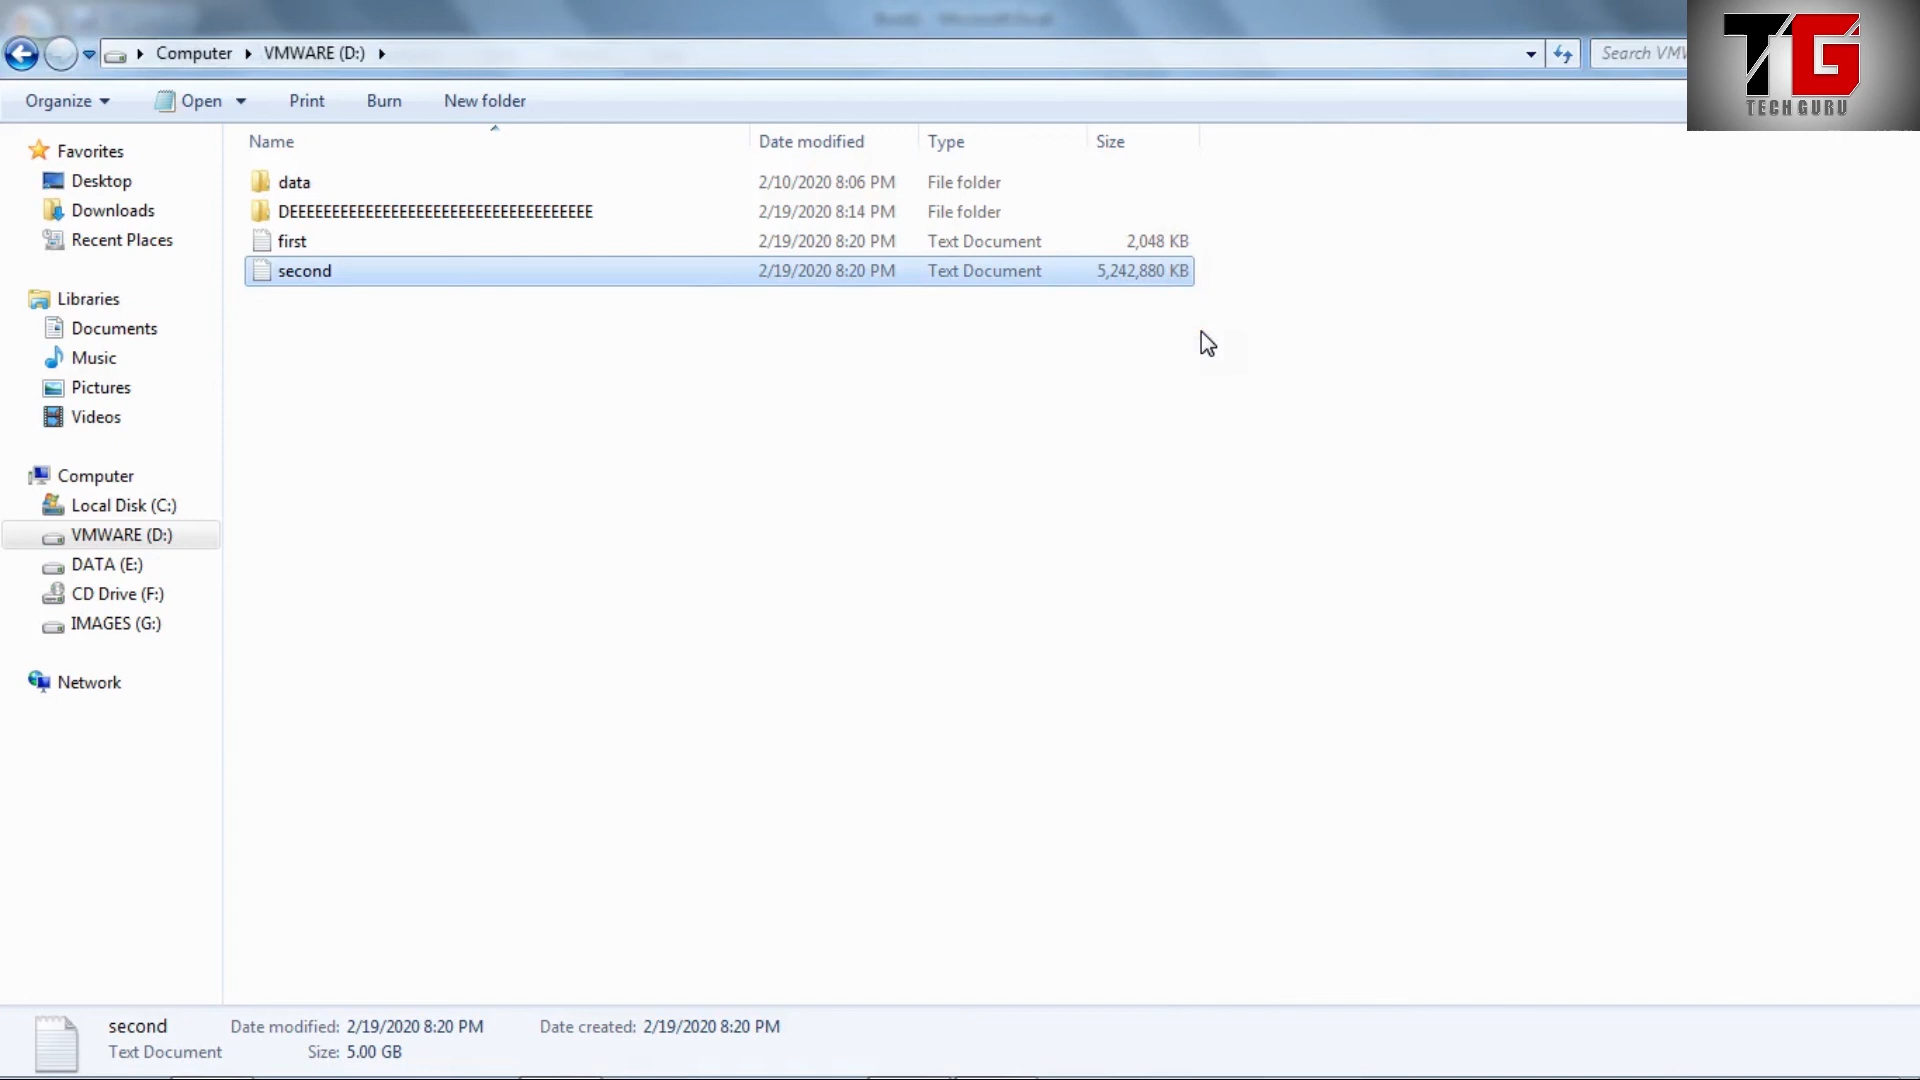 Computer VMWARE (D:)
Search VMW
TG
TECH GURU
Organize Open Print Burn New folder
Name Date modified Type Size
data 2/10/2020 8:06 PM File folder
DEEEEEEEEEEEEEEEEEEEEEEEEEEEEEEEEEEEE 2/19/2020 8:14 PM File folder
first 2/19/2020 8:20 PM Text Document 2,048 KB
second 2/19/2020 8:20 PM Text Document 5,242,880 KB
Favorites
Desktop
Downloads
Recent Places
Libraries
Documents
Music
Pictures
Videos
Computer
Local Disk (C:)
VMWARE (D:)
DATA (E:)
CD Drive (F:)
IMAGES (G:)
Network
second Date modified: 2/19/2020 8:20 PM Date created: 2/19/2020 8:20 PM
Text Document Size: 5.00 GB